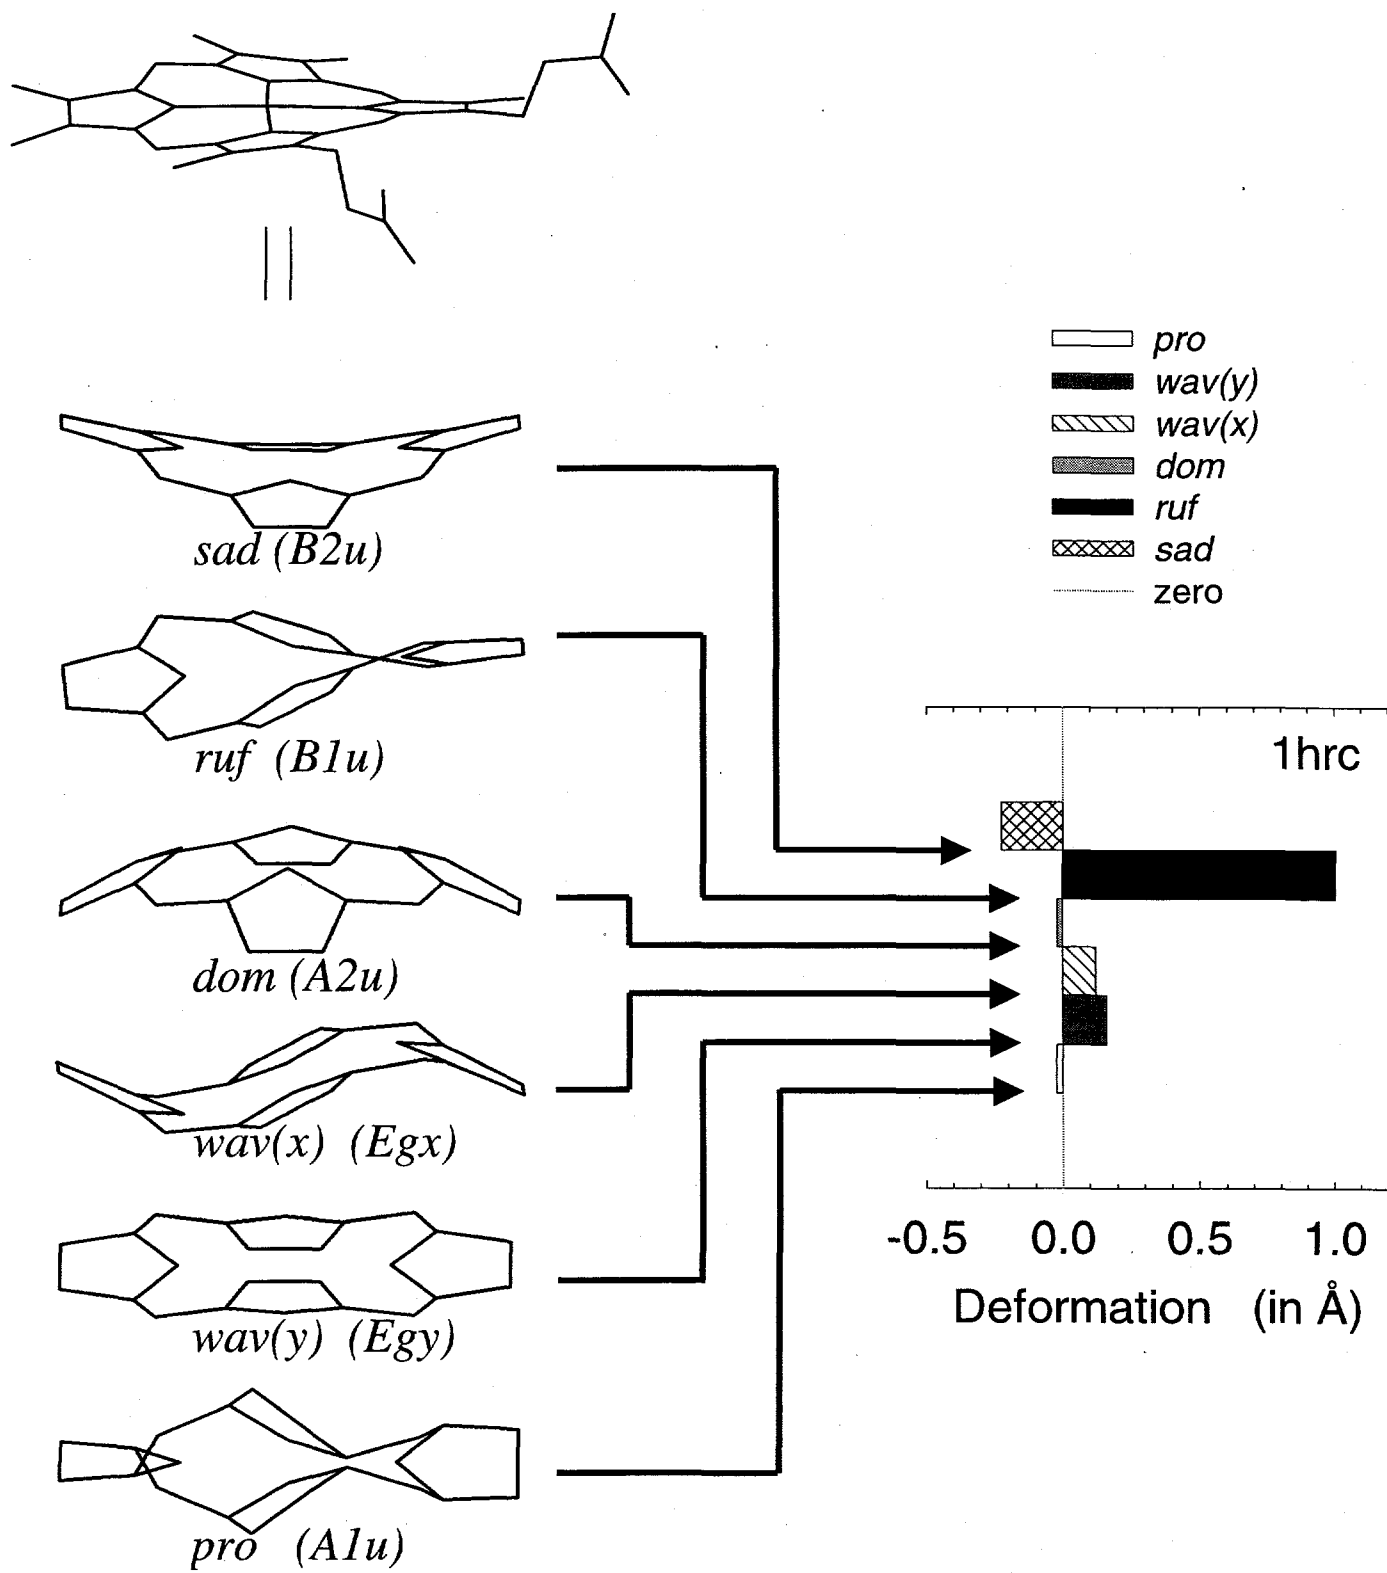 pro
wav(y)
wav(x)
dom
ruf
sad
zero
sad (B2u)
ruf (B1u)
dom (A2u)
wav(x) (Egx)
wav(y) (Egy)
pro (A1u)
1hrc
-0.5 0.0 0.5 1.0
Deformation (in Å)